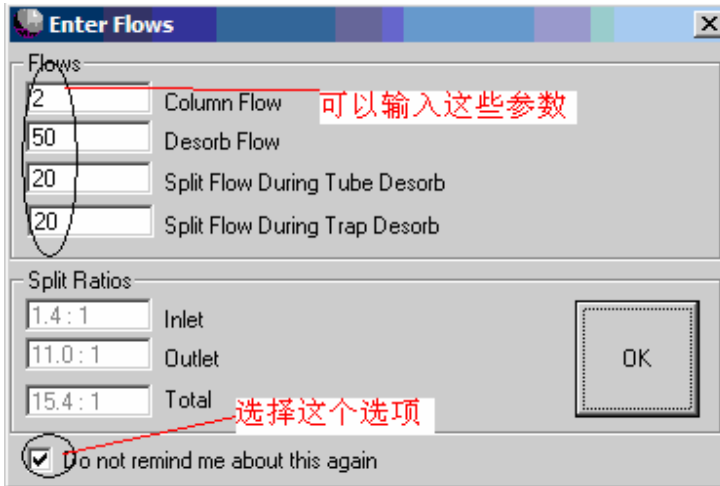 Enter Flows
Flows
2 Column Flow 可以输入这些参数
50 Desorb Flow
20 Split Flow During Tube Desorb
20 Split Flow During Trap Desorb
Split Ratios
1.4 : 1 Inlet
11.0 : 1 Outlet
OK
15.4 : 1 Total
选择这个选项
Do not remind me about this again